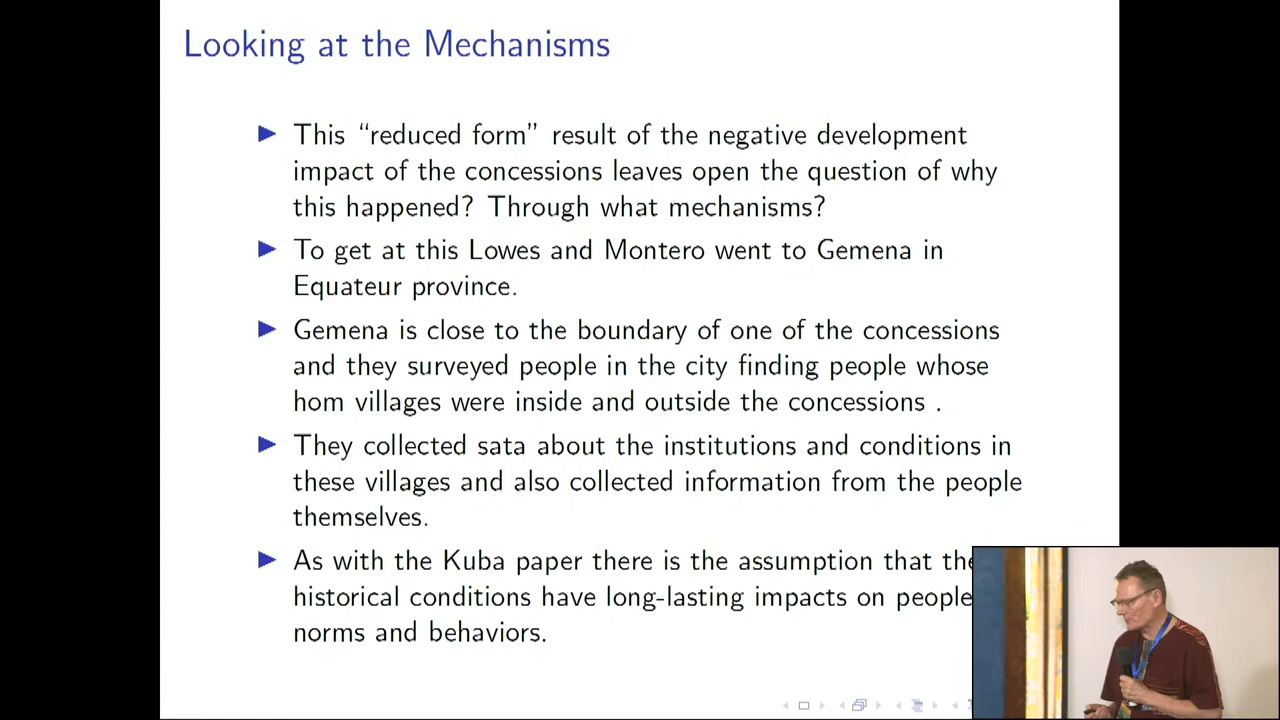 Looking at the Mechanisms
This “reduced form” result of the negative development
impact of the concessions leaves open the question of why
this happened? Through what mechanisms?
To get at this Lowes and Montero went to Gemena in
Equateur province.
Gemena is close to the boundary of one of the concessions
and they surveyed people in the city finding people whose
hom villages were inside and outside the concessions .
They collected sata about the institutions and conditions in
these villages and also collected information from the people
themselves.
As with the Kuba paper there is the assumption that
historical conditions have long-lasting impacts on people
norms and behaviors.